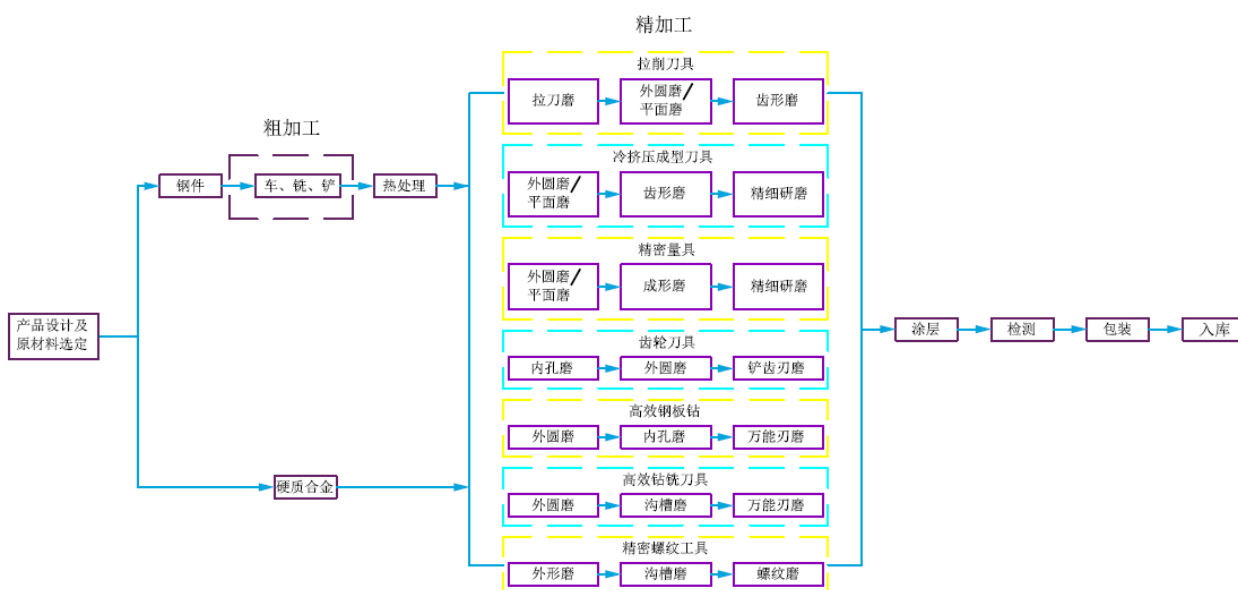 精加工
拉削刀具
拉刀磨
外圆磨/
平面磨
齿形磨
粗加工
钢件
车、铣、铲
热处理
冷挤压成型刀具
外圆磨/
平面磨
齿形磨
精细研磨
精密量具
外圆磨/
平面磨
成形磨
精细研磨
产品设计及
原材料选定
齿轮刀具
内孔磨
外圆磨
铲齿刃磨
高效钢板钻
外圆磨
内孔磨
万能刃磨
硬质合金
高效钻铣刀具
外圆磨
沟槽磨
万能刃磨
精密螺纹工具
外形磨
沟槽磨
螺纹磨
涂层
检测
包装
入库